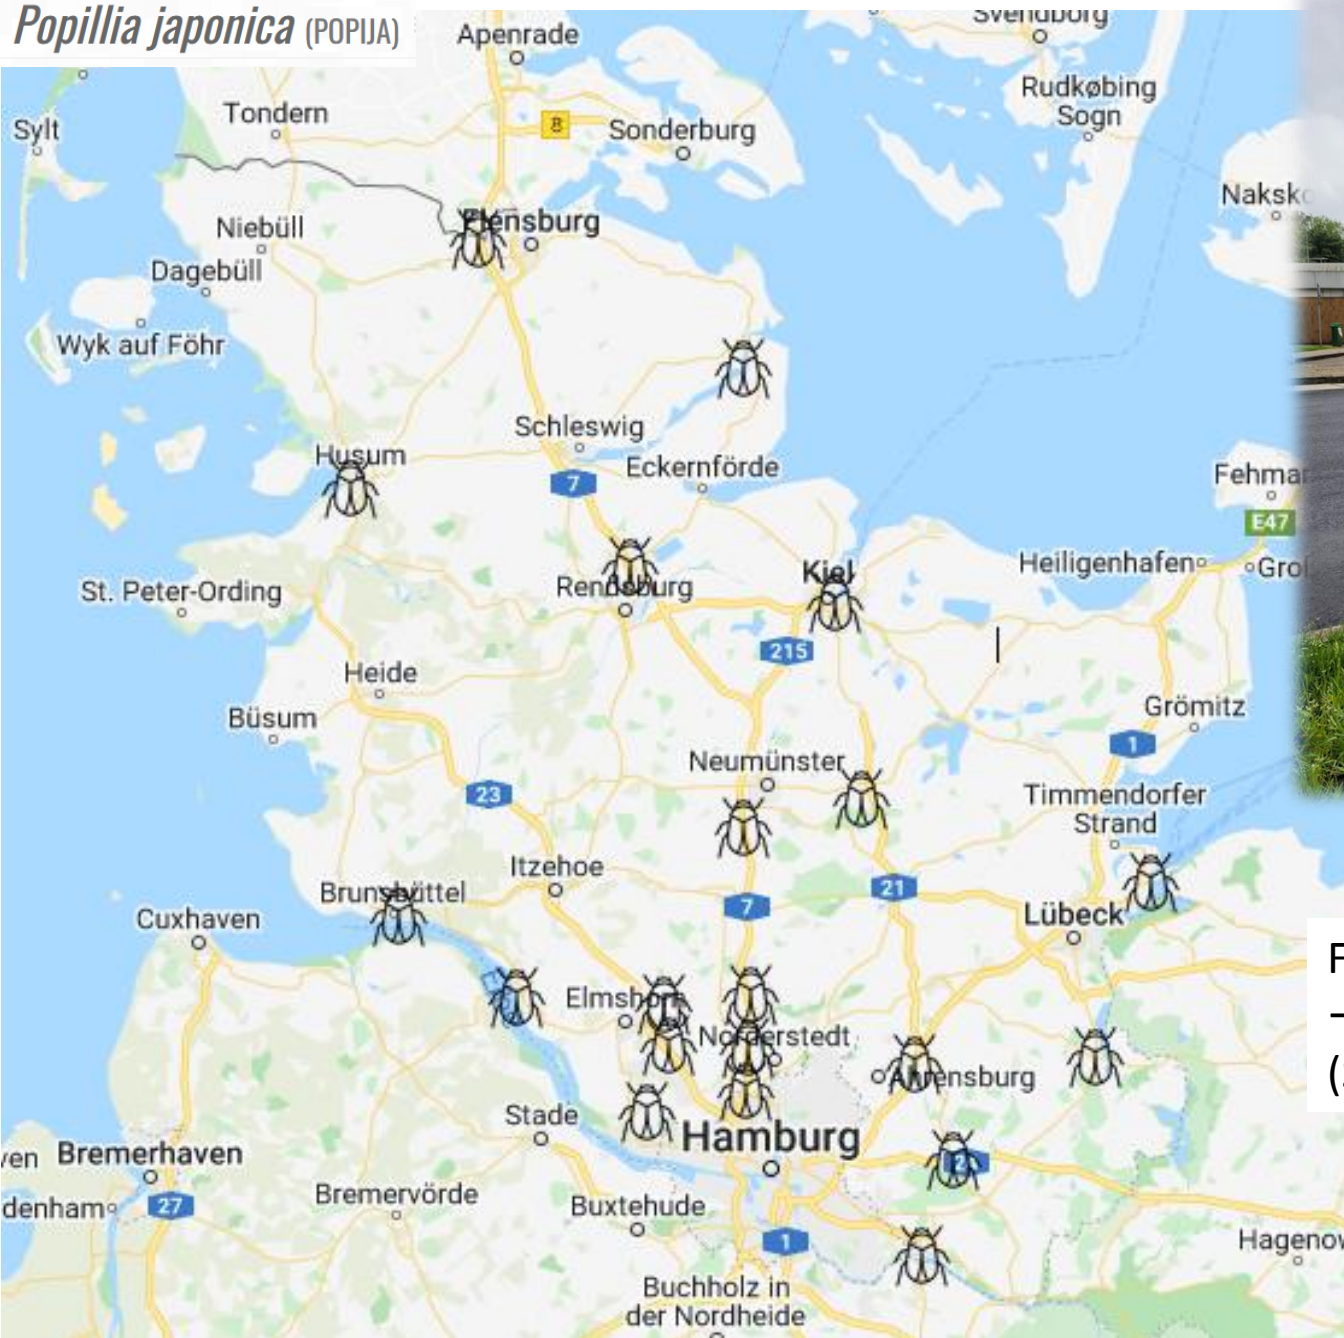 Popillia japonica (POPIJA)
Apenrade
Svendborg
Rudkøbing
Sogn
Tondern
8
Sonderburg
Sylt
Niebüll
Flensburg
Dagebüll
Wyk auf Föhr
Schleswig
Husum
Eckernförde
7
E47
Heiligenhafen
Rendsburg
Kiel
St. Peter-Ording
215
Heide
Büsum
Grömitz
1
Neumünster
23
Timmendorfer
Strand
Itzehoe
Brunsbüttel
21
7
Cuxhaven
Lübeck
Elmshorn
Norderstedt
Ahrensburg
Stade
Hamburg
Bremerhaven
27
Bremervörde
Buxtehude
1
Buchholz in
der Nordheide